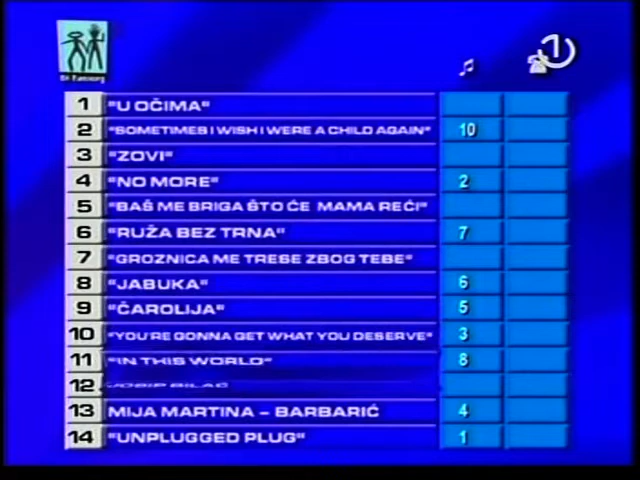 1
1 "U OČIMA"
2 "SOMETIMES I WISH I WERE A CHILD AGAIN" 10
3 "ZOVI"
4 "NO MORE" 2
5 "BAŠ ME BRIGA ŠTO ĆE MAMA REĆI"
6 "RUŽA BEZ TRNA" 7
7 "GROZNICA ME TRESE ZBOG TEBE"
8 "JABUKA" 6
9 "ČAROLIJA" 5
10 "YOU'RE GONNA GET WHAT YOU DESERVE" 3
11 "IN THIS WORLD" 8
12
13 MIJA MARTINA – BARBARIĆ 4
14 "UNPLUGGED PLUG" 1